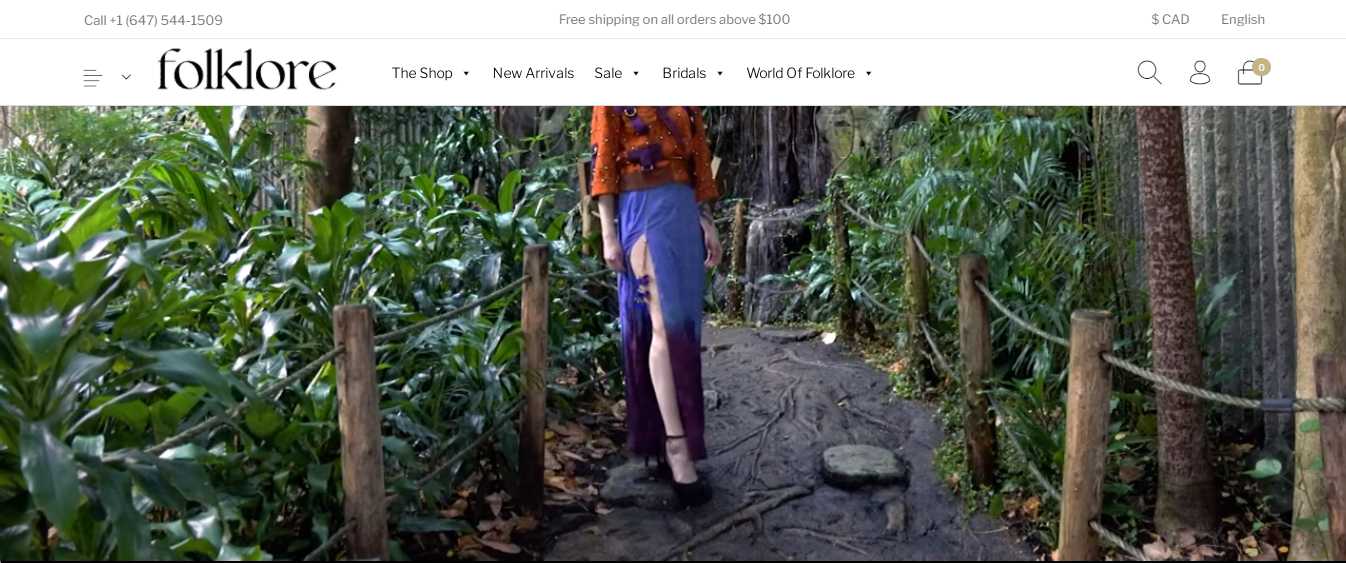 Call +1 (647) 544-1509
Free shipping on all orders above $100
$ CAD
English
folklore
The Shop
New Arrivals
Sale
Bridals
World Of Folklore
0